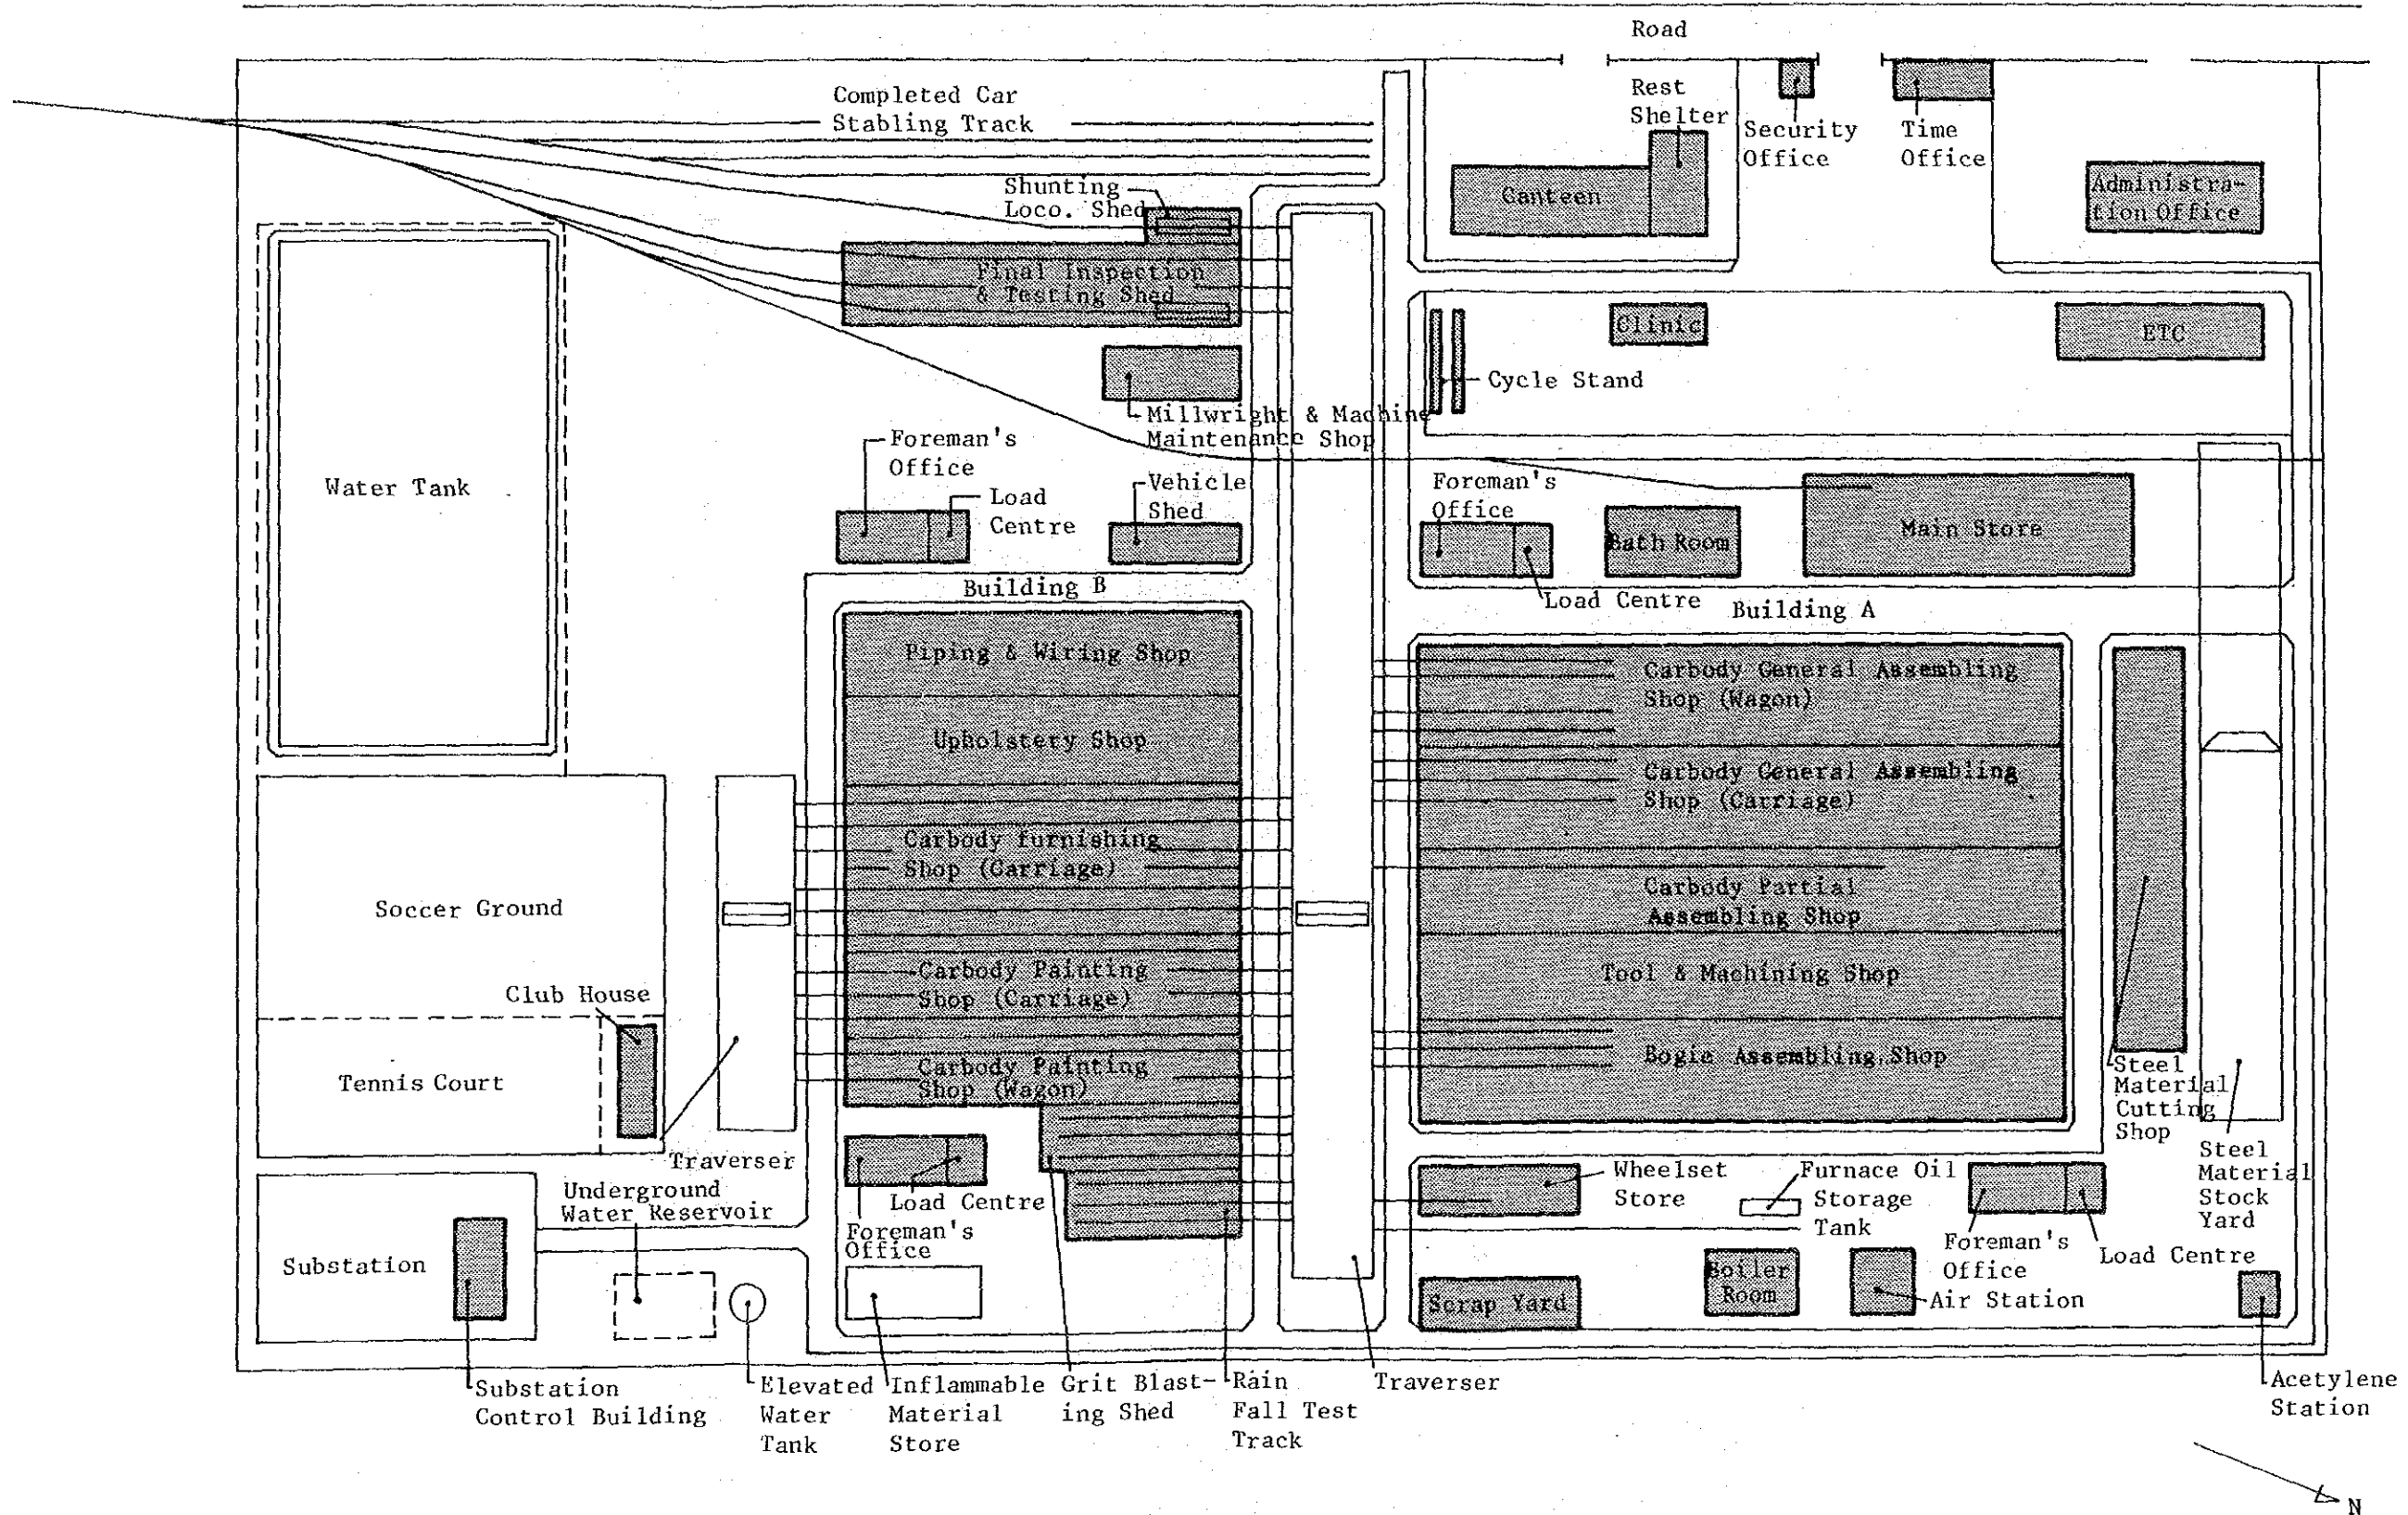 Road
Completed Car
Stabling Track
Rest
Shelter
Security
Office
Time
Office
Shunting
Loco. Shed
Canteen
Administra-
tion Office
Final Inspection
& Testing Shed
Clinic
ETC
Cycle Stand
Millwright & Machine
Maintenance Shop
Foreman's
Office
Load
Centre
Vehicle
Shed
Foreman's
Office
Water Tank
Bath Room
Main Store
Load Centre
Building B
Building A
Piping & Wiring Shop
Carbody General Assembling
Shop (Wagon)
Upholstery Shop
Carbody General Assembling
Shop (Carriage)
Carbody furnishing
Shop (Carriage)
Carbody Partial
Assembling Shop
Soccer Ground
Carbody Painting
Shop (Carriage)
Tool & Machining Shop
Club House
Carbody Painting
Shop (Wagon)
Bogie Assembling Shop
Tennis Court
Steel
Material
Cutting
Shop
Traverser
Steel
Material
Stock
Yard
Underground
Water Reservoir
Load Centre
Foreman's
Office
Wheelset
Store
Furnace Oil
Storage
Tank
Foreman's
Office
Load Centre
Substation
Boiler
Room
Air Station
Scrap Yard
Substation
Control Building
Elevated
Water
Tank
Inflammable
Material
Store
Grit Blast-
ing Shed
Rain
Fall Test
Track
Traverser
Acetylene
Station
N